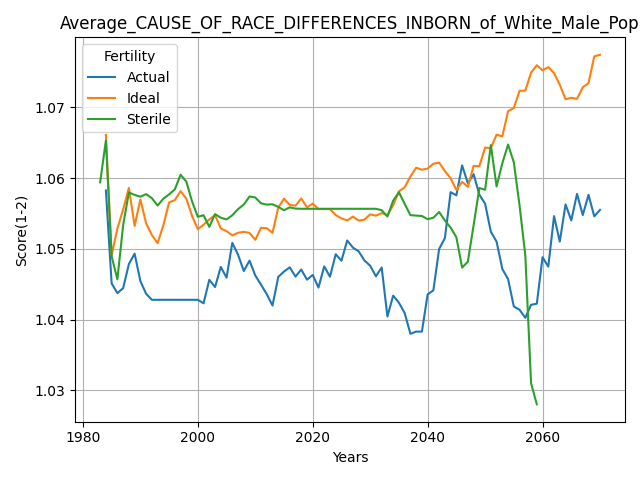 Average_CAUSE_OF_RACE_DIFFERENCES_INBORN_of_White_Male_Pop
Fertility
Actual
Ideal
Sterile
1.07
1.06
1.05
1.04
1.03
Score(1-2)
1980
2000
2020
2040
2060
Years